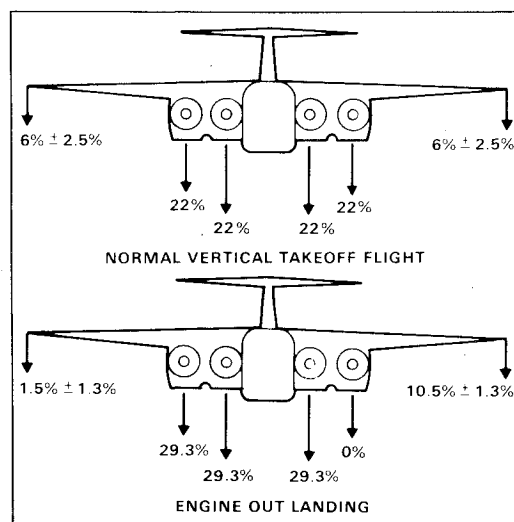 6% ± 2.5%
6% ± 2.5%
22%
22%
22%
22%
NORMAL VERTICAL TAKEOFF FLIGHT
1.5% ± 1.3%
10.5% ± 1.3%
29.3%
29.3%
29.3%
0%
ENGINE OUT LANDING